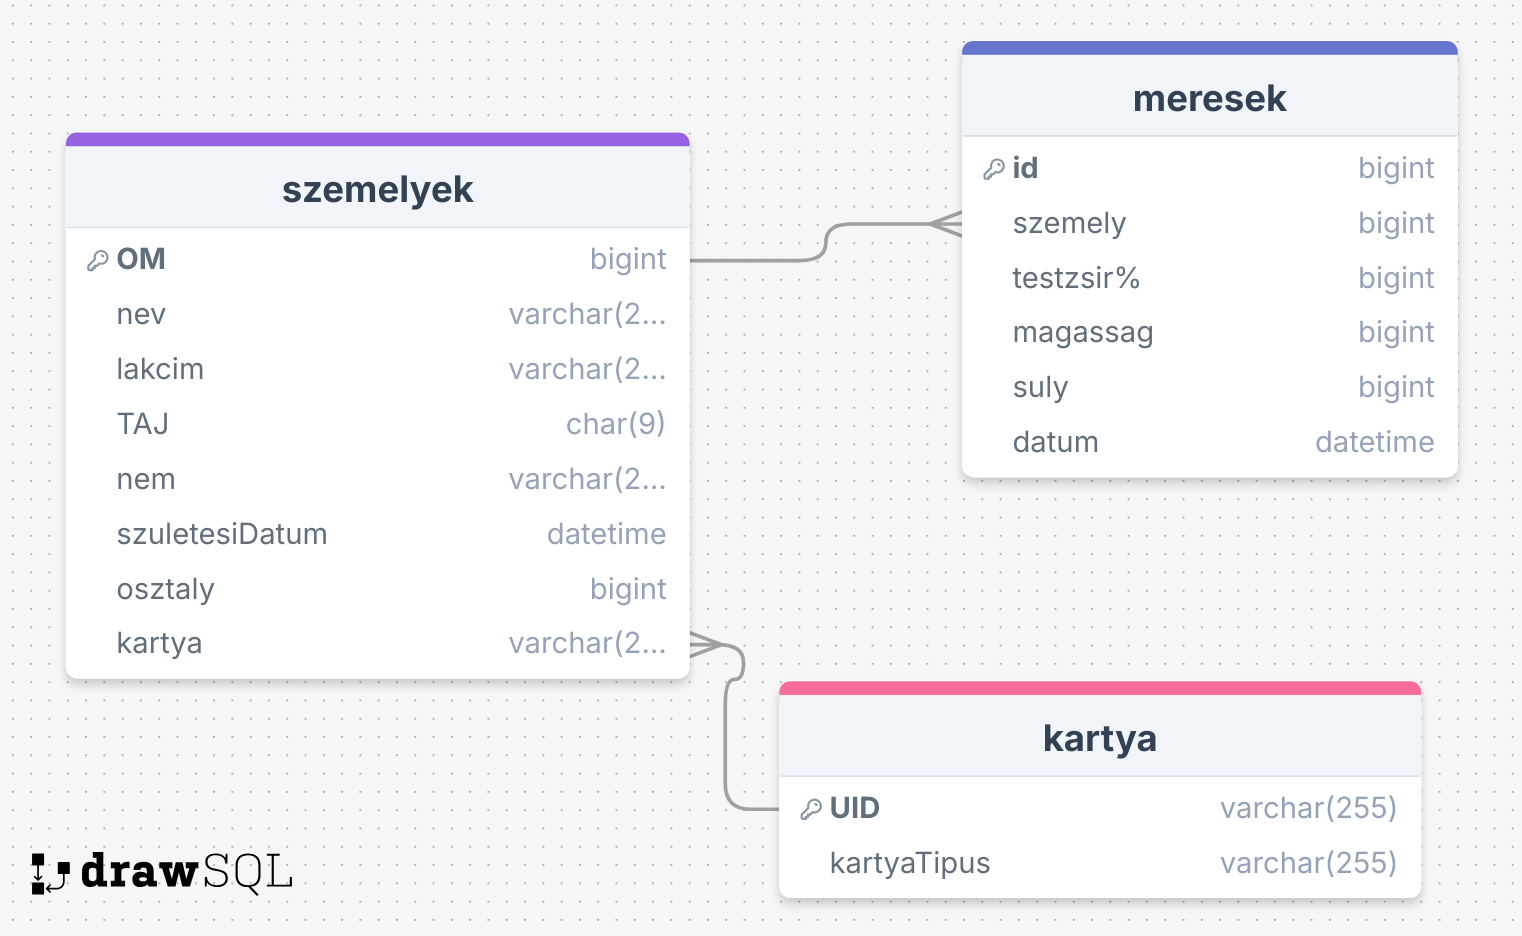 szemelyek
OM bigint
nev varchar(2...
lakcim varchar(2...
TAJ char(9)
nem varchar(2...
szuletesiDatum datetime
osztaly bigint
kartya varchar(2...
meresek
id bigint
szemely bigint
testzsir% bigint
magassag bigint
suly bigint
datum datetime
kartya
UID varchar(255)
kartyaTipus varchar(255)
drawSQL